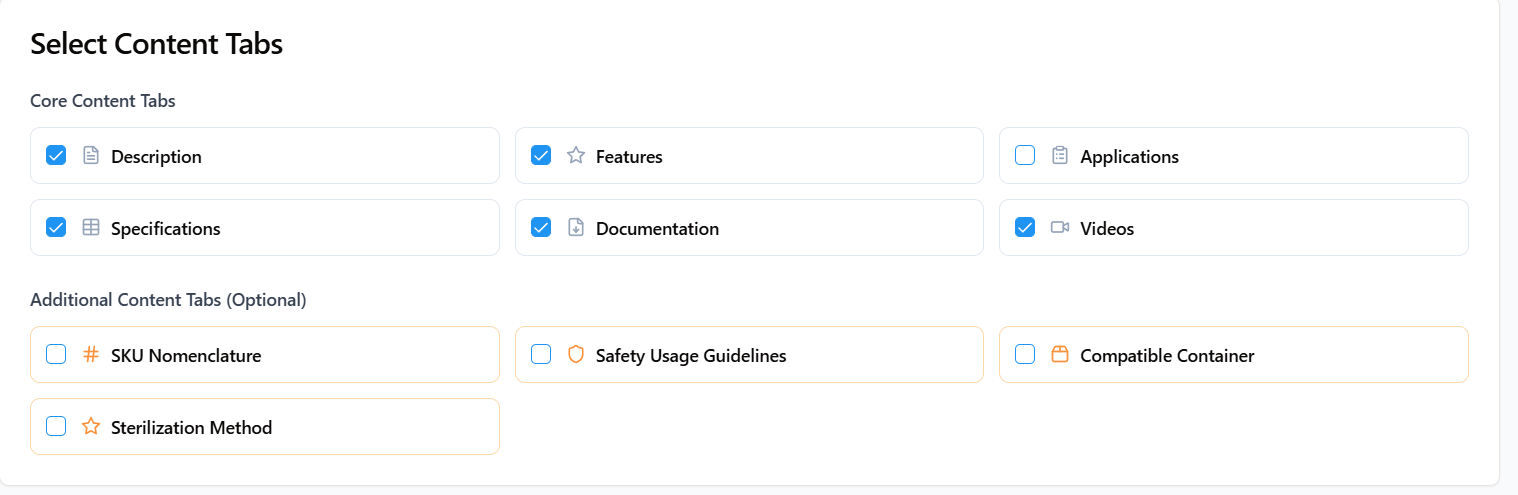 Select Content Tabs
Core Content Tabs
Description
Features
Applications
Specifications
Documentation
Videos
Additional Content Tabs (Optional)
SKU Nomenclature
Safety Usage Guidelines
Compatible Container
Sterilization Method